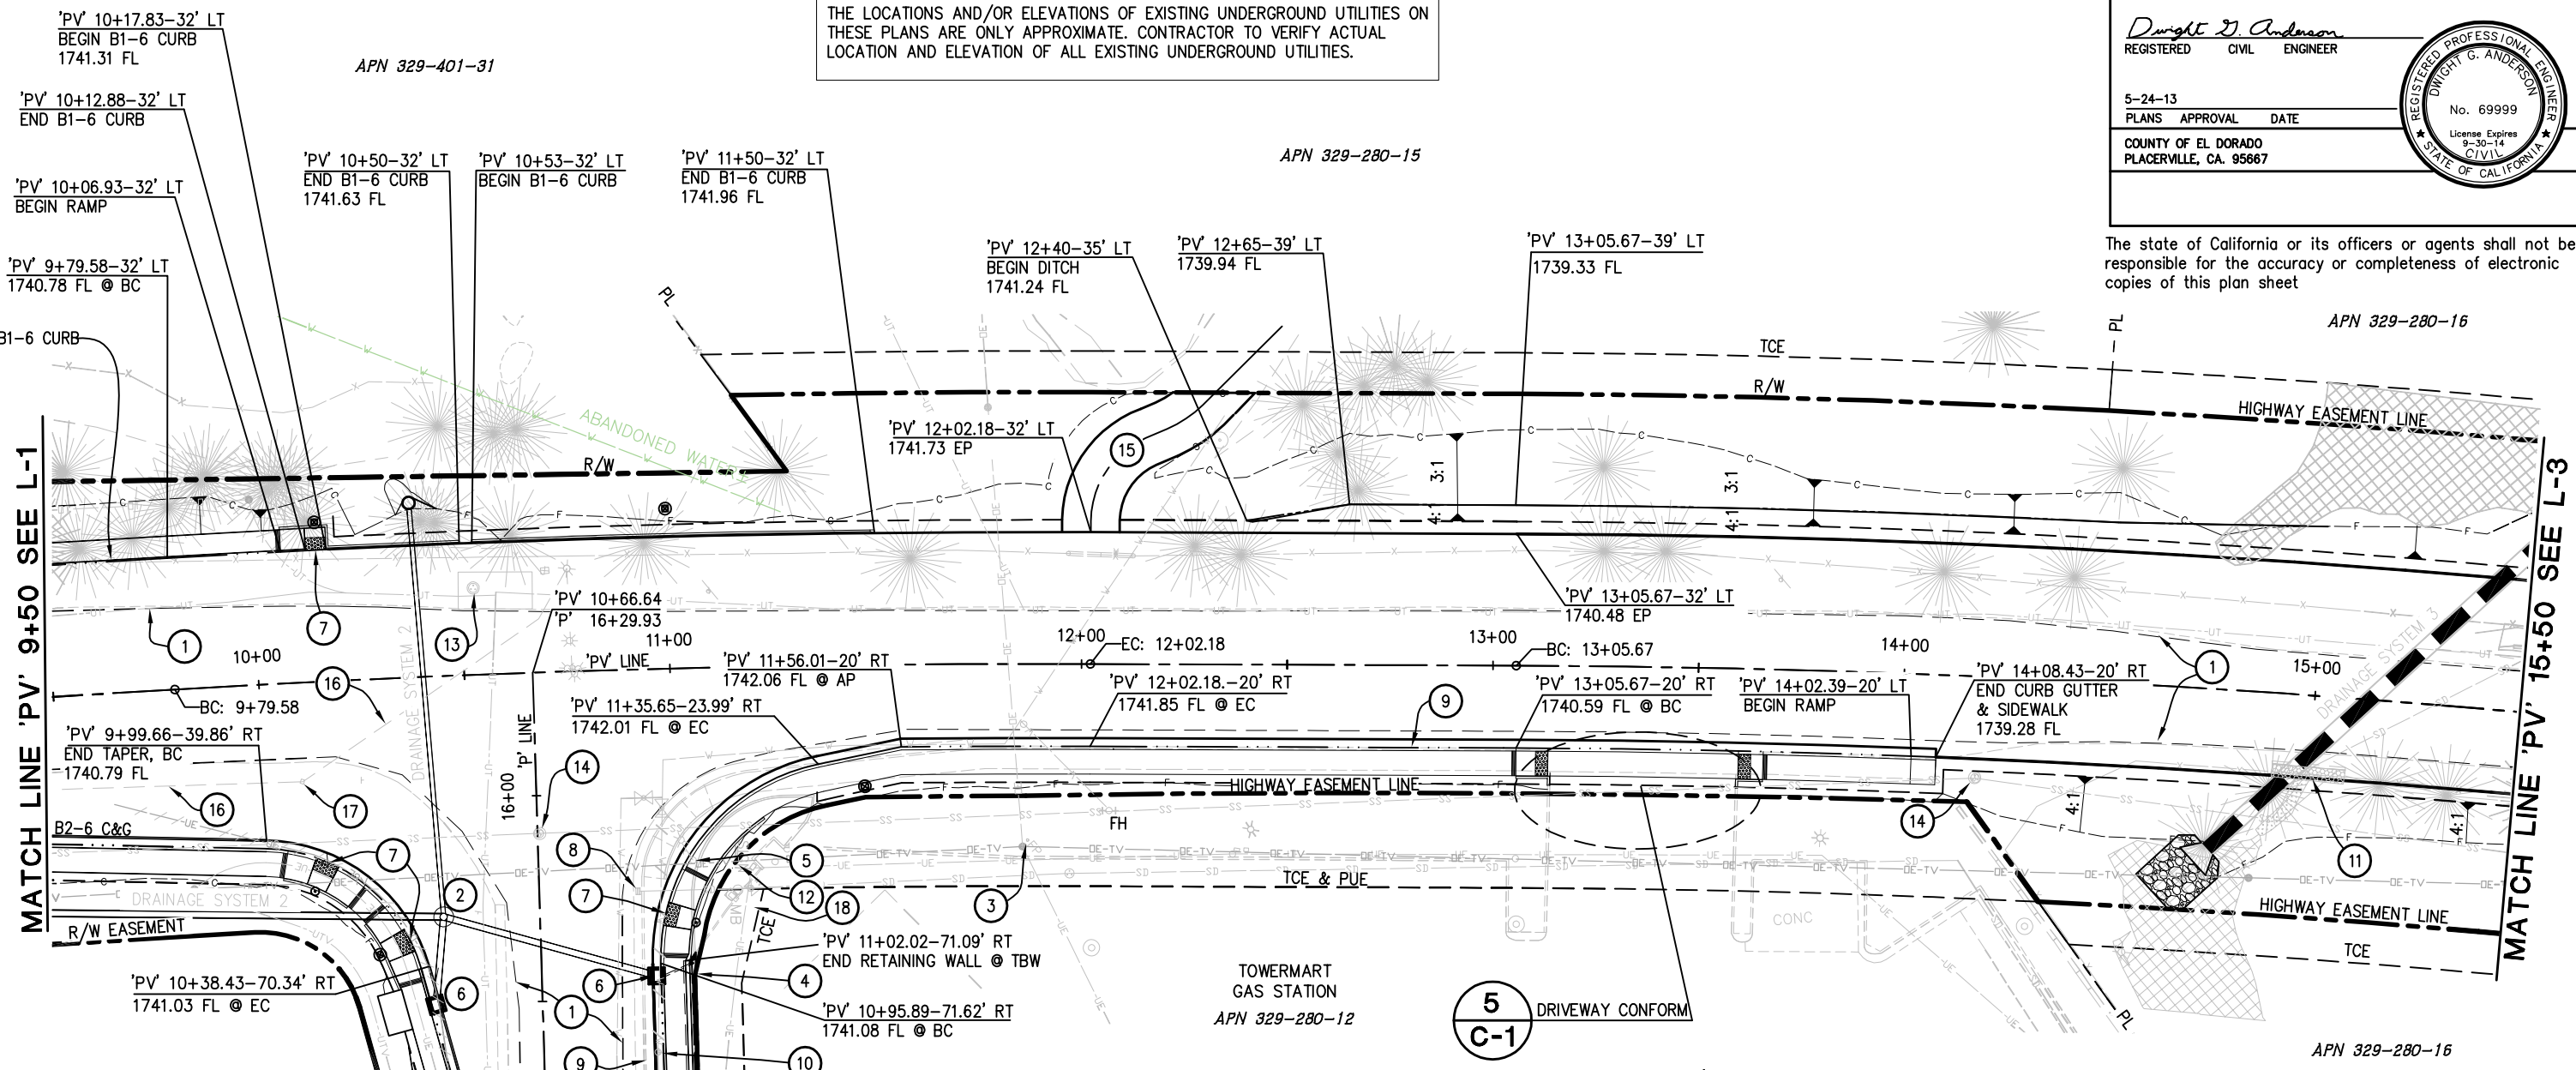 'PV' 10+17.83-32' LT
BEGIN B1-6 CURB
1741.31 FL
'PV' 10+12.88-32' LT
END B1-6 CURB
'PV' 10+06.93-32' LT
BEGIN RAMP
'PV' 9+79.58-32' LT
1740.78 FL @ BC
B1-6 CURB
APN 329-401-31
'PV' 10+50-32' LT
END B1-6 CURB
1741.63 FL
'PV' 10+53-32' LT
BEGIN B1-6 CURB
'PV' 11+50-32' LT
END B1-6 CURB
1741.96 FL
THE LOCATIONS AND/OR ELEVATIONS OF EXISTING UNDERGROUND UTILITIES ON
THESE PLANS ARE ONLY APPROXIMATE. CONTRACTOR TO VERIFY ACTUAL
LOCATION AND ELEVATION OF ALL EXISTING UNDERGROUND UTILITIES.
APN 329-280-15
'PV' 12+40-35' LT
BEGIN DITCH
1741.24 FL
'PV' 12+65-39' LT
1739.94 FL
'PV' 13+05.67-39' LT
1739.33 FL
Dwight G. Anderson
REGISTERED CIVIL ENGINEER
5-24-13
PLANS APPROVAL DATE
COUNTY OF EL DORADO
PLACERVILLE, CA. 95667
REGISTERED PROFESSIONAL ENGINEER
DWIGHT G. ANDERSON
No. 69999
License Expires
9-30-14
CIVIL
STATE OF CALIFORNIA
The state of California or its officers or agents shall not be
responsible for the accuracy or completeness of electronic
copies of this plan sheet
APN 329-280-16
PL
PL
TCE
R/W
HIGHWAY EASEMENT LINE
ABANDONED WATER
R/W
'PV' 12+02.18-32' LT
1741.73 EP
15
3:1
4:1
3:1
4:1
MATCH LINE 'PV' 9+50 SEE L-1
MATCH LINE 'PV' 15+50 SEE L-3
1
7
13
'PV' 10+66.64
'P' 16+29.93
'PV' 13+05.67-32' LT
1740.48 EP
10+00
11+00
12+00
13+00
14+00
15+00
'PV' LINE
EC: 12+02.18
BC: 13+05.67
BC: 9+79.58
16
DRAINAGE SYSTEM 2
DRAINAGE SYSTEM 3
1
'PV' 11+56.01-20' RT
1742.06 FL @ AP
'PV' 11+35.65-23.99' RT
1742.01 FL @ EC
'PV' 12+02.18.-20' RT
1741.85 FL @ EC
9
'PV' 13+05.67-20' RT
1740.59 FL @ BC
'PV' 14+02.39-20' LT
BEGIN RAMP
'PV' 14+08.43-20' RT
END CURB GUTTER
& SIDEWALK
1739.28 FL
'PV' 9+99.66-39.86' RT
END TAPER, BC
1740.79 FL
16
17
16+00
'P' LINE
14
HIGHWAY EASEMENT LINE
FH
14
4:1
4:1
11
B2-6 C&G
7
8
5
7
12
18
3
2
TCE & PUE
TCE
CONC
HIGHWAY EASEMENT LINE
TCE
DRAINAGE SYSTEM 2
R/W EASEMENT
'PV' 10+38.43-70.34' RT
1741.03 FL @ EC
6
6
4
1
9
10
'PV' 11+02.02-71.09' RT
END RETAINING WALL @ TBW
'PV' 10+95.89-71.62' RT
1741.08 FL @ BC
TOWERMART
GAS STATION
APN 329-280-12
5
C-1
DRIVEWAY CONFORM
PL
APN 329-280-16